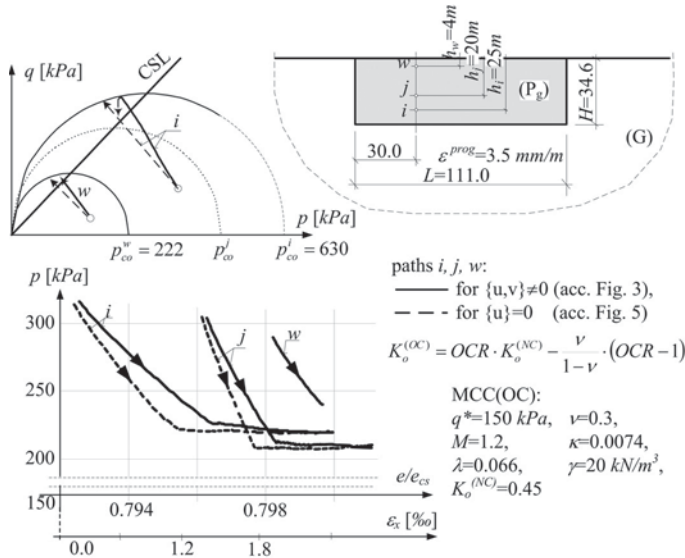 q [kPa]
CSL
i
w
p [kPa]
p_co^w = 222
p_co^j
p_co^i = 630
h_w=4m
h_j=20m
h_i=25m
w
j
i
(P_g)
H=34.6
(G)
30.0
ε^prog=3.5 mm/m
L=111.0
p [kPa]
300
250
200
150
i
j
w
e/e_cs
0.794
0.798
ε_x [‰]
0.0
1.2
1.8
paths i, j, w:
for {u,v}≠0 (acc. Fig. 3),
for {u}=0 (acc. Fig. 5)
K_o^(OC) = OCR · K_o^(NC) − ν/(1−ν) · (OCR−1)
MCC(OC):
q*=150 kPa, ν=0.3,
M=1.2, κ=0.0074,
λ=0.066, γ=20 kN/m³,
K_o^(NC)=0.45